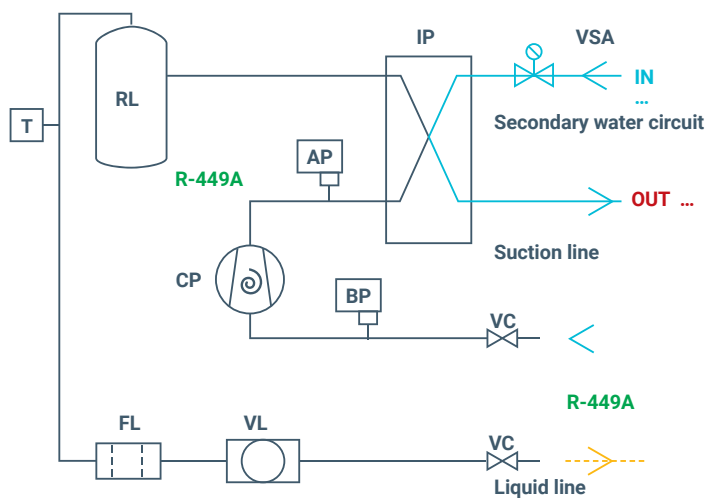 IP
VSA
RL
IN
...
T
Secondary water circuit
AP
R-449A
OUT ...
Suction line
CP
BP
VC
R-449A
FL
VL
VC
Liquid line